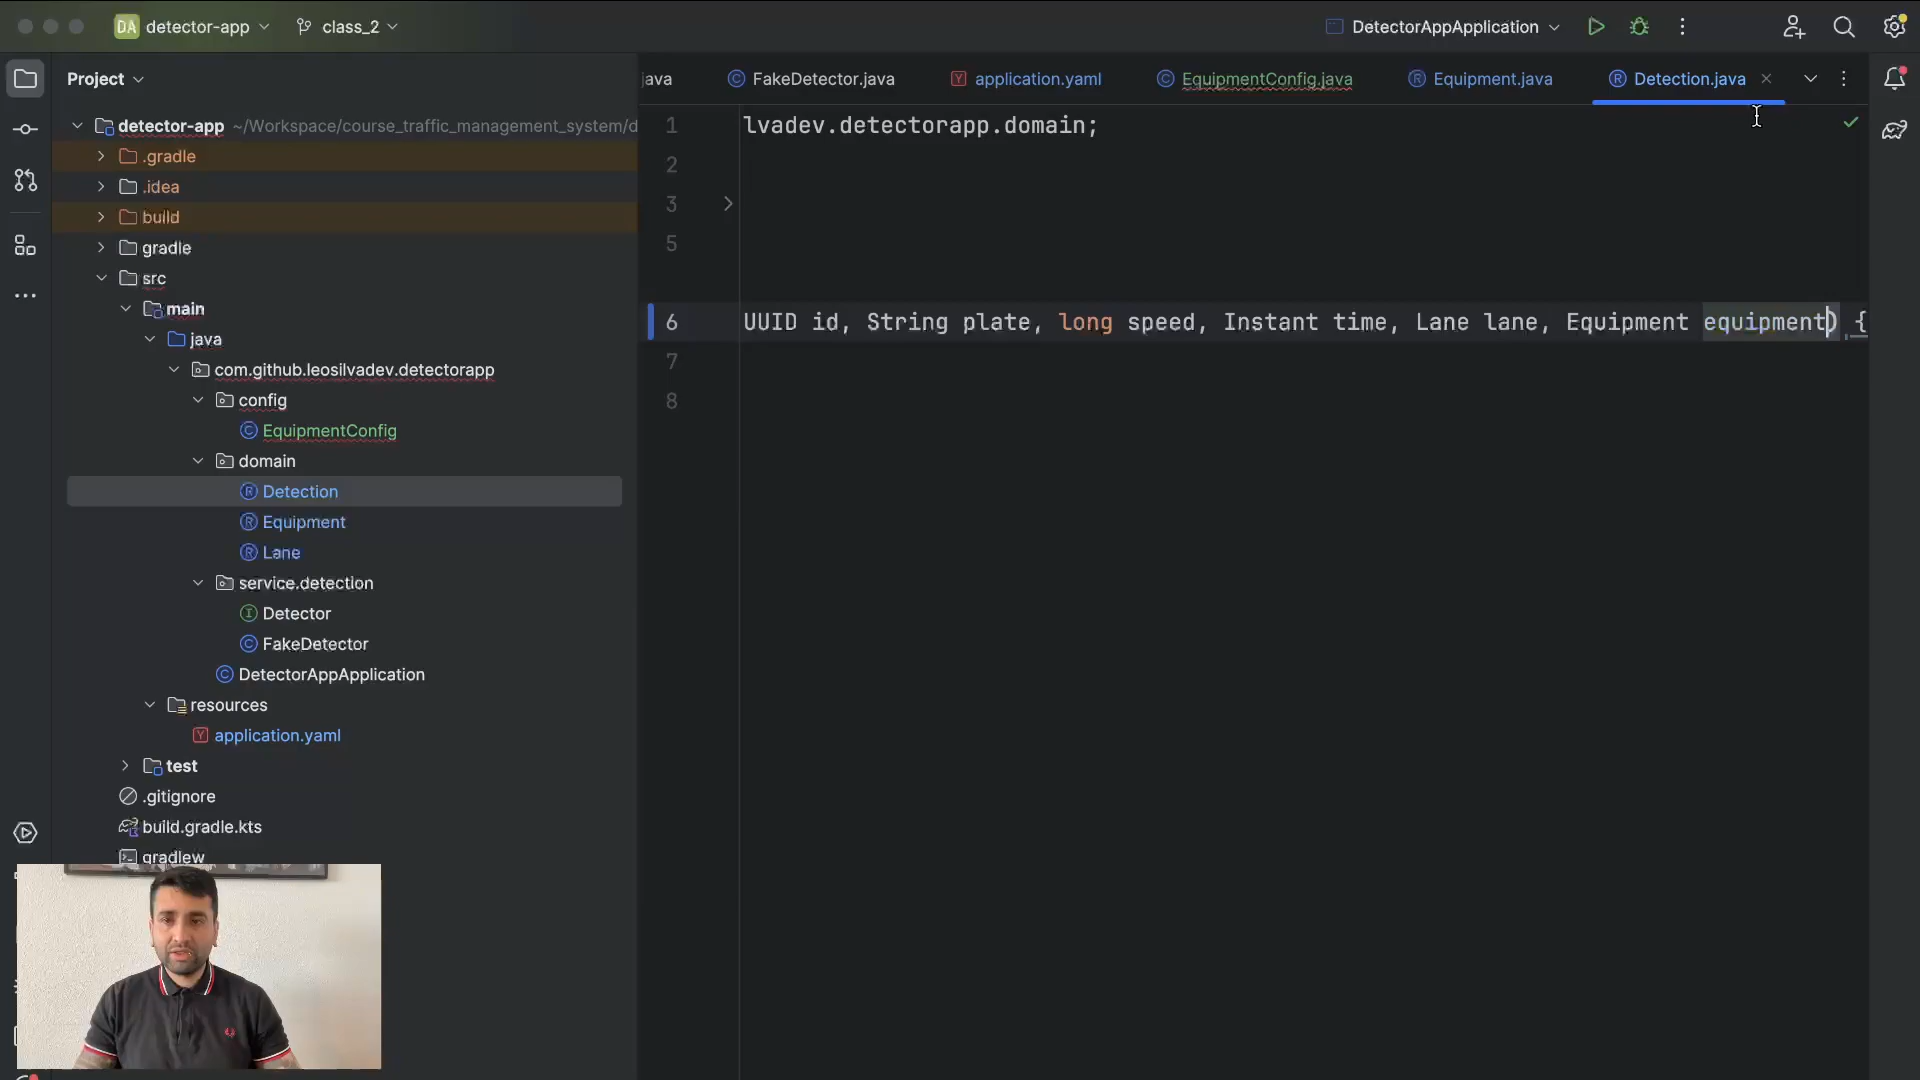 DA detector-app class_2 DetectorAppApplication
Project
java FakeDetector.java application.yaml EquipmentConfig.java Equipment.java Detection.java
detector-app ~/Workspace/course_traffic_management_system/d
.gradle
.idea
build
gradle
src
main
java
com.github.leosilvadev.detectorapp
config
EquipmentConfig
domain
Detection
Equipment
Lane
service.detection
Detector
FakeDetector
DetectorAppApplication
resources
application.yaml
test
.gitignore
build.gradle.kts
gradlew
1 lvadev.detectorapp.domain;
2
3
5
6 UUID id, String plate, long speed, Instant time, Lane lane, Equipment equipment) {
7
8